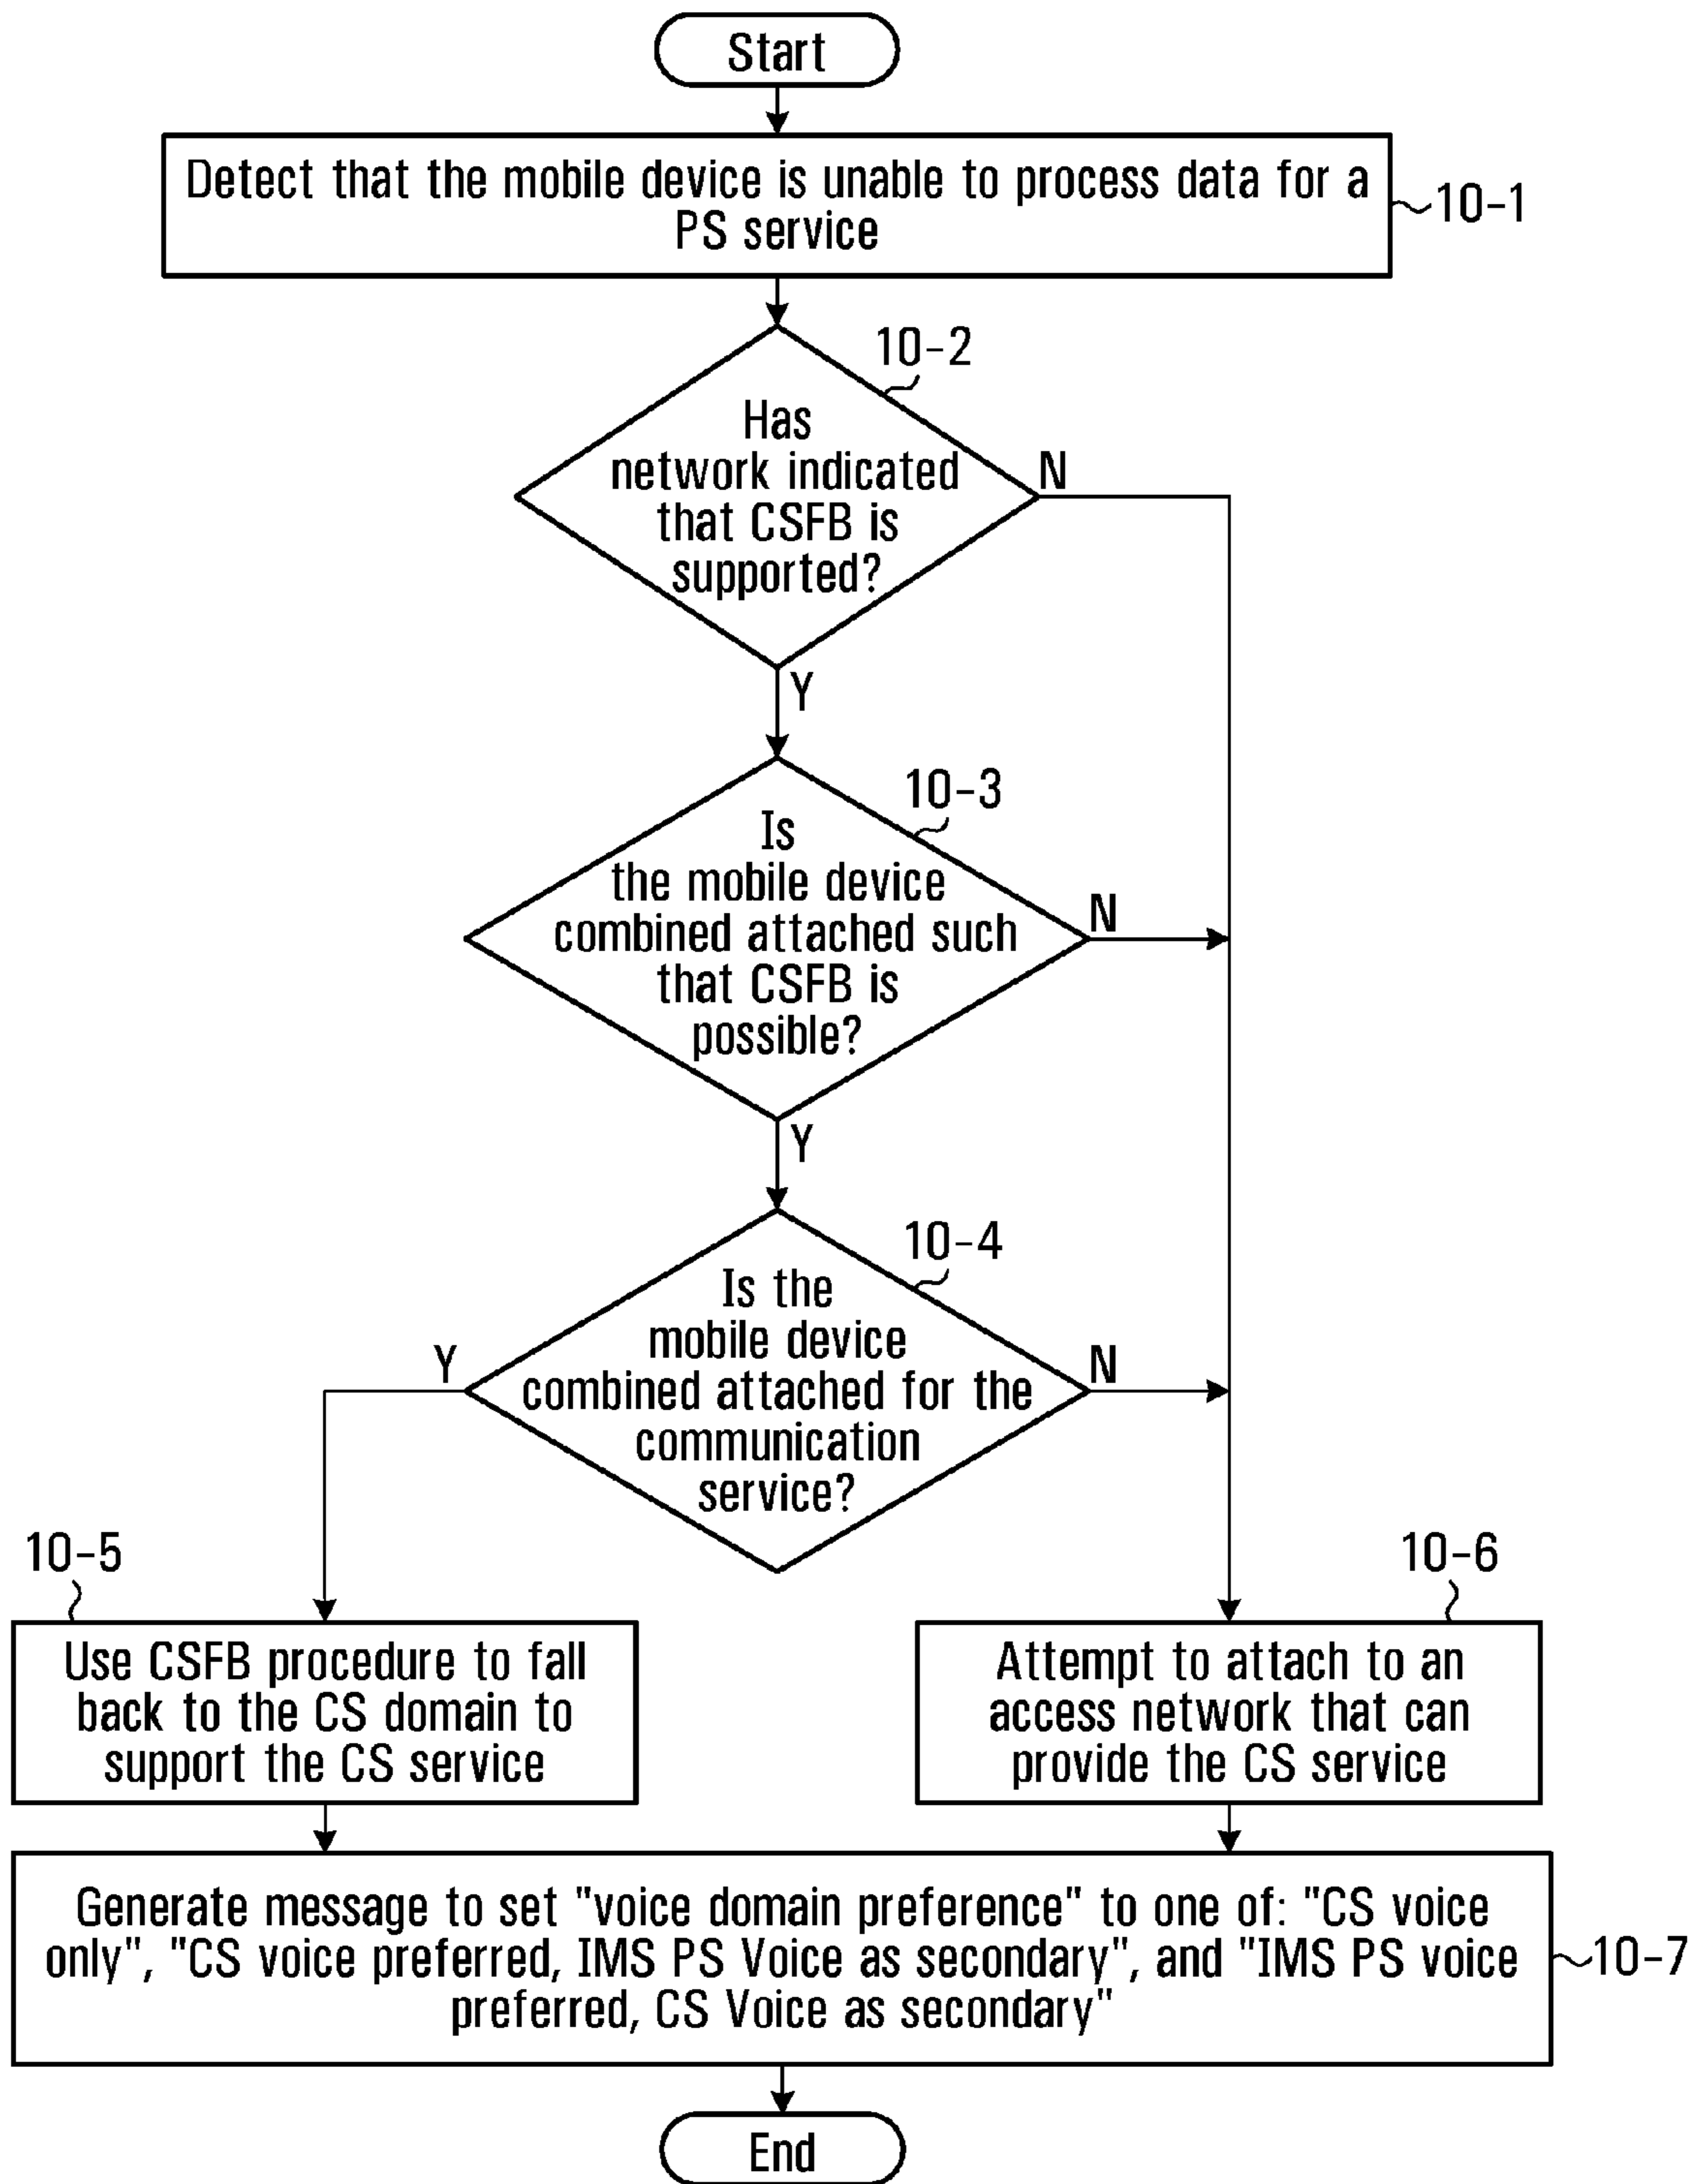 Start
Detect that the mobile device is unable to process data for a
PS service
10-1
10-2
Has
network indicated
that CSFB is
supported?
N
Y
10-3
Is
the mobile device
combined attached such
that CSFB is
possible?
N
Y
10-4
Is the
mobile device
combined attached for the
communication
service?
Y
N
10-5
Use CSFB procedure to fall
back to the CS domain to
support the CS service
10-6
Attempt to attach to an
access network that can
provide the CS service
Generate message to set "voice domain preference" to one of: "CS voice
only", "CS voice preferred, IMS PS Voice as secondary", and "IMS PS voice
preferred, CS Voice as secondary"
10-7
End